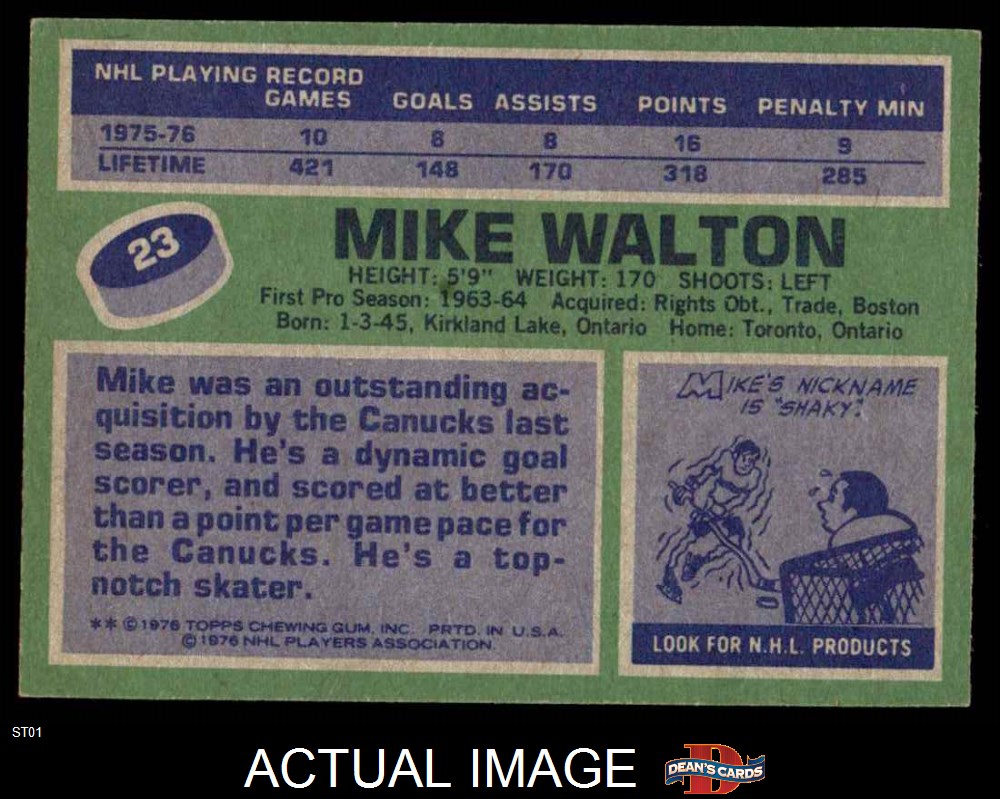 NHL PLAYING RECORD
GAMES GOALS ASSISTS POINTS PENALTY MIN
1975-76 10 8 8 16 9
LIFETIME 421 148 170 318 285
23
MIKE WALTON
HEIGHT: 5'9" WEIGHT: 170 SHOOTS: LEFT
First Pro Season: 1963-64 Acquired: Rights Obt., Trade, Boston
Born: 1-3-45, Kirkland Lake, Ontario Home: Toronto, Ontario
Mike was an outstanding ac-
quisition by the Canucks last
season. He's a dynamic goal
scorer, and scored at better
than a point per game pace for
the Canucks. He's a top-
notch skater.
** © 1976 TOPPS CHEWING GUM, INC. PRTD. IN U.S.A.
© 1976 NHL PLAYERS ASSOCIATION.
MIKE'S NICKNAME
IS "SHAKY".
LOOK FOR N.H.L. PRODUCTS
ST01
ACTUAL IMAGE
D
DEAN'S CARDS